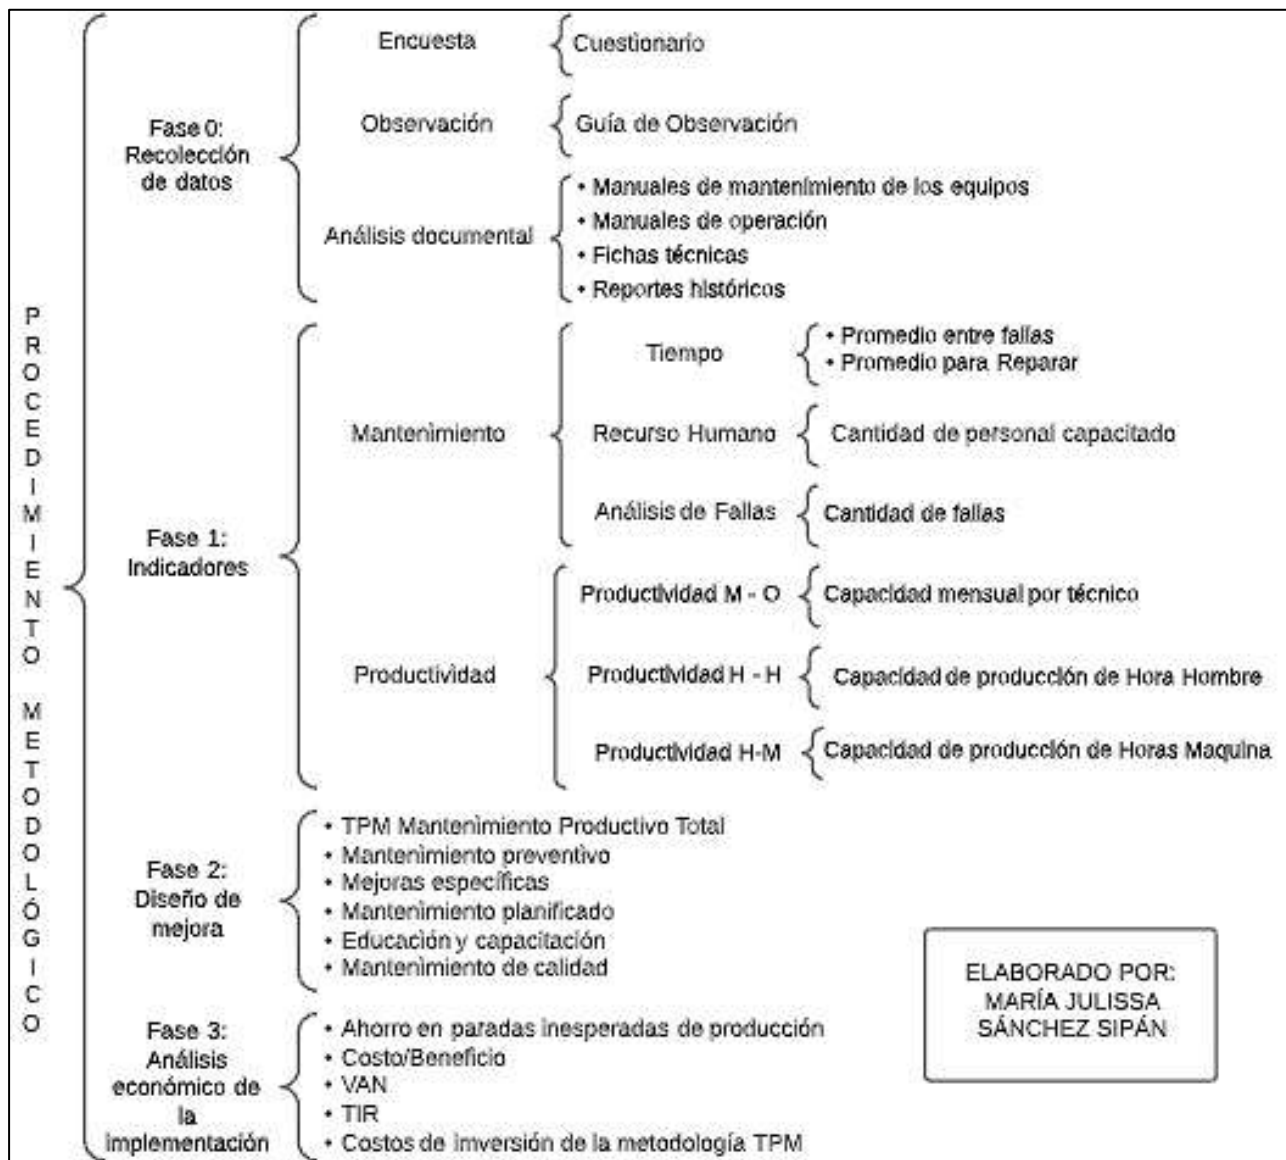 PROCEDIMIENTO METODOLÓGICO
Fase 0:
Recolección
de datos
Encuesta
Cuestionario
Observación
Guía de Observación
Análisis documental
• Manuales de mantenimiento de los equipos
• Manuales de operación
• Fichas técnicas
• Reportes históricos
Fase 1:
Indicadores
Mantenimiento
Tiempo
• Promedio entre fallas
• Promedio para Reparar
Recurso Humano
Cantidad de personal capacitado
Análisis de Fallas
Cantidad de fallas
Productividad
Productividad M - O
Capacidad mensual por técnico
Productividad H - H
Capacidad de producción de Hora Hombre
Productividad H-M
Capacidad de producción de Horas Maquina
Fase 2:
Diseño de
mejora
• TPM Mantenimiento Productivo Total
• Mantenimiento preventivo
• Mejoras específicas
• Mantenimiento planificado
• Educación y capacitación
• Mantenimiento de calidad
Fase 3:
Análisis
económico de
la
implementación
• Ahorro en paradas inesperadas de producción
• Costo/Beneficio
• VAN
• TIR
• Costos de imversión de la metodología TPM
ELABORADO POR:
MARÍA JULISSA
SÁNCHEZ SIPÁN